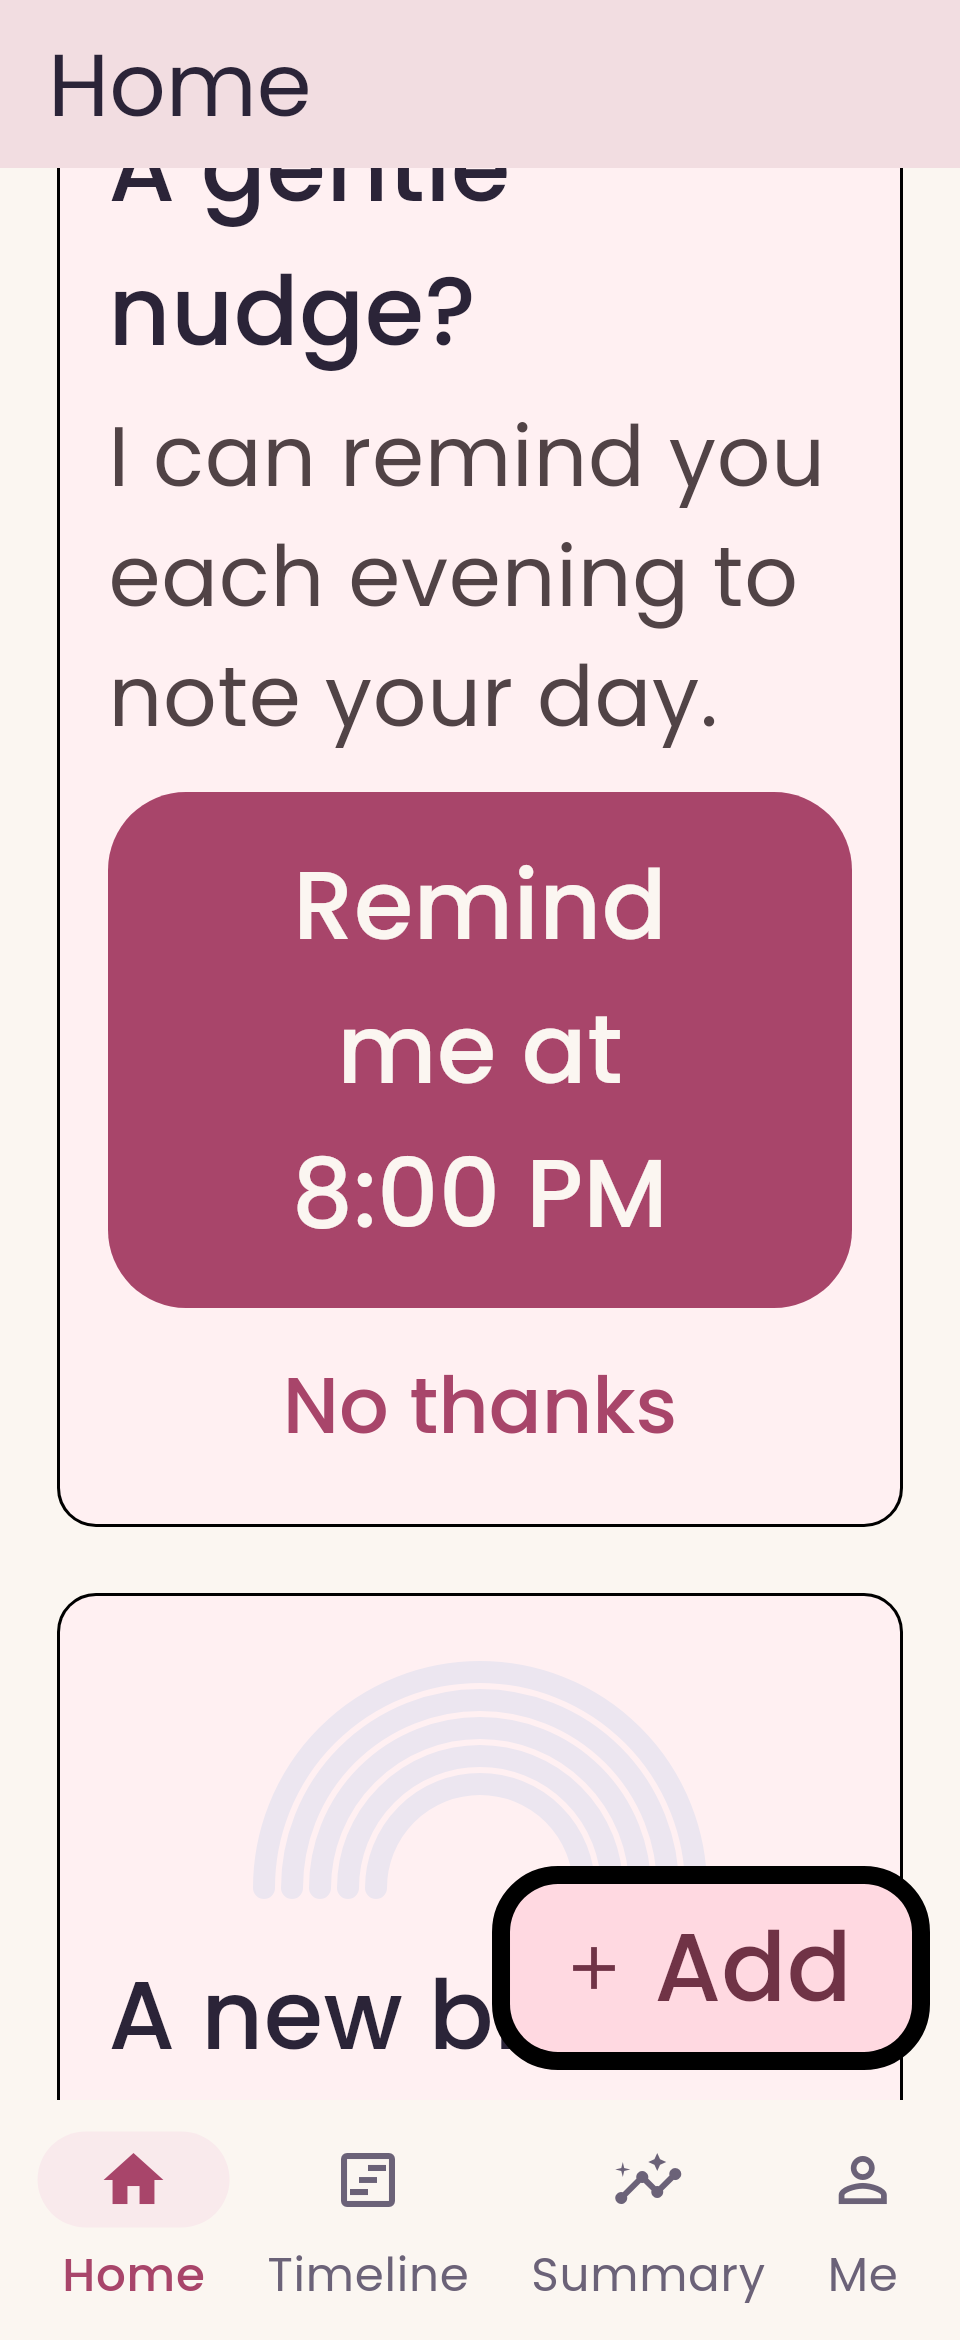 Home
A gentle
nudge?
I can remind you
each evening to
note your day.
Remind
me at
8:00 PM
No thanks
+ Add
A new
Home
Timeline
Summary
Me